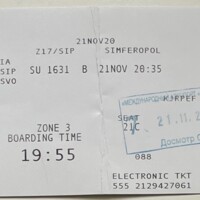 21NOV20
Z17/SIP SIMFEROPOL
IA
SIP SU 1631 B 21NOV 20:35
SVO
ZONE 3
SEAT
BOARDING TIME
21C
19:55
088
ELECTRONIC TKT
555 2129427061